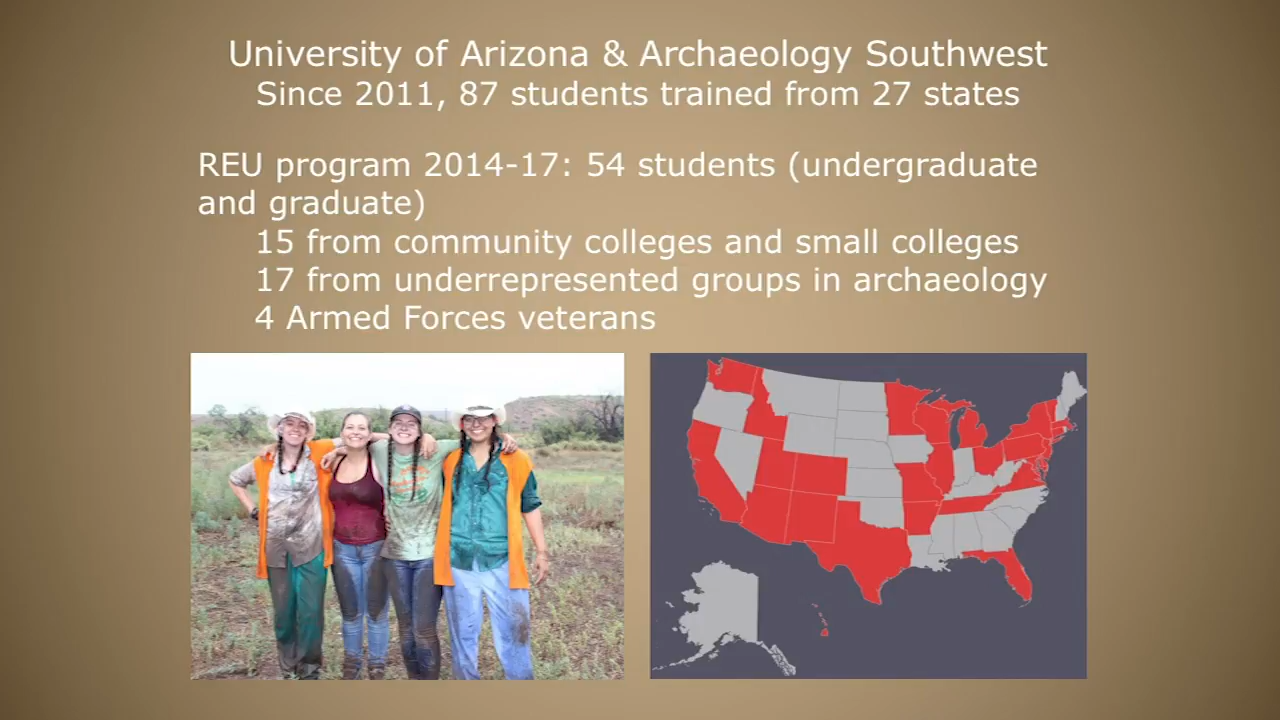 University of Arizona & Archaeology Southwest
Since 2011, 87 students trained from 27 states
REU program 2014-17: 54 students (undergraduate
and graduate)
15 from community colleges and small colleges
17 from underrepresented groups in archaeology
4 Armed Forces veterans